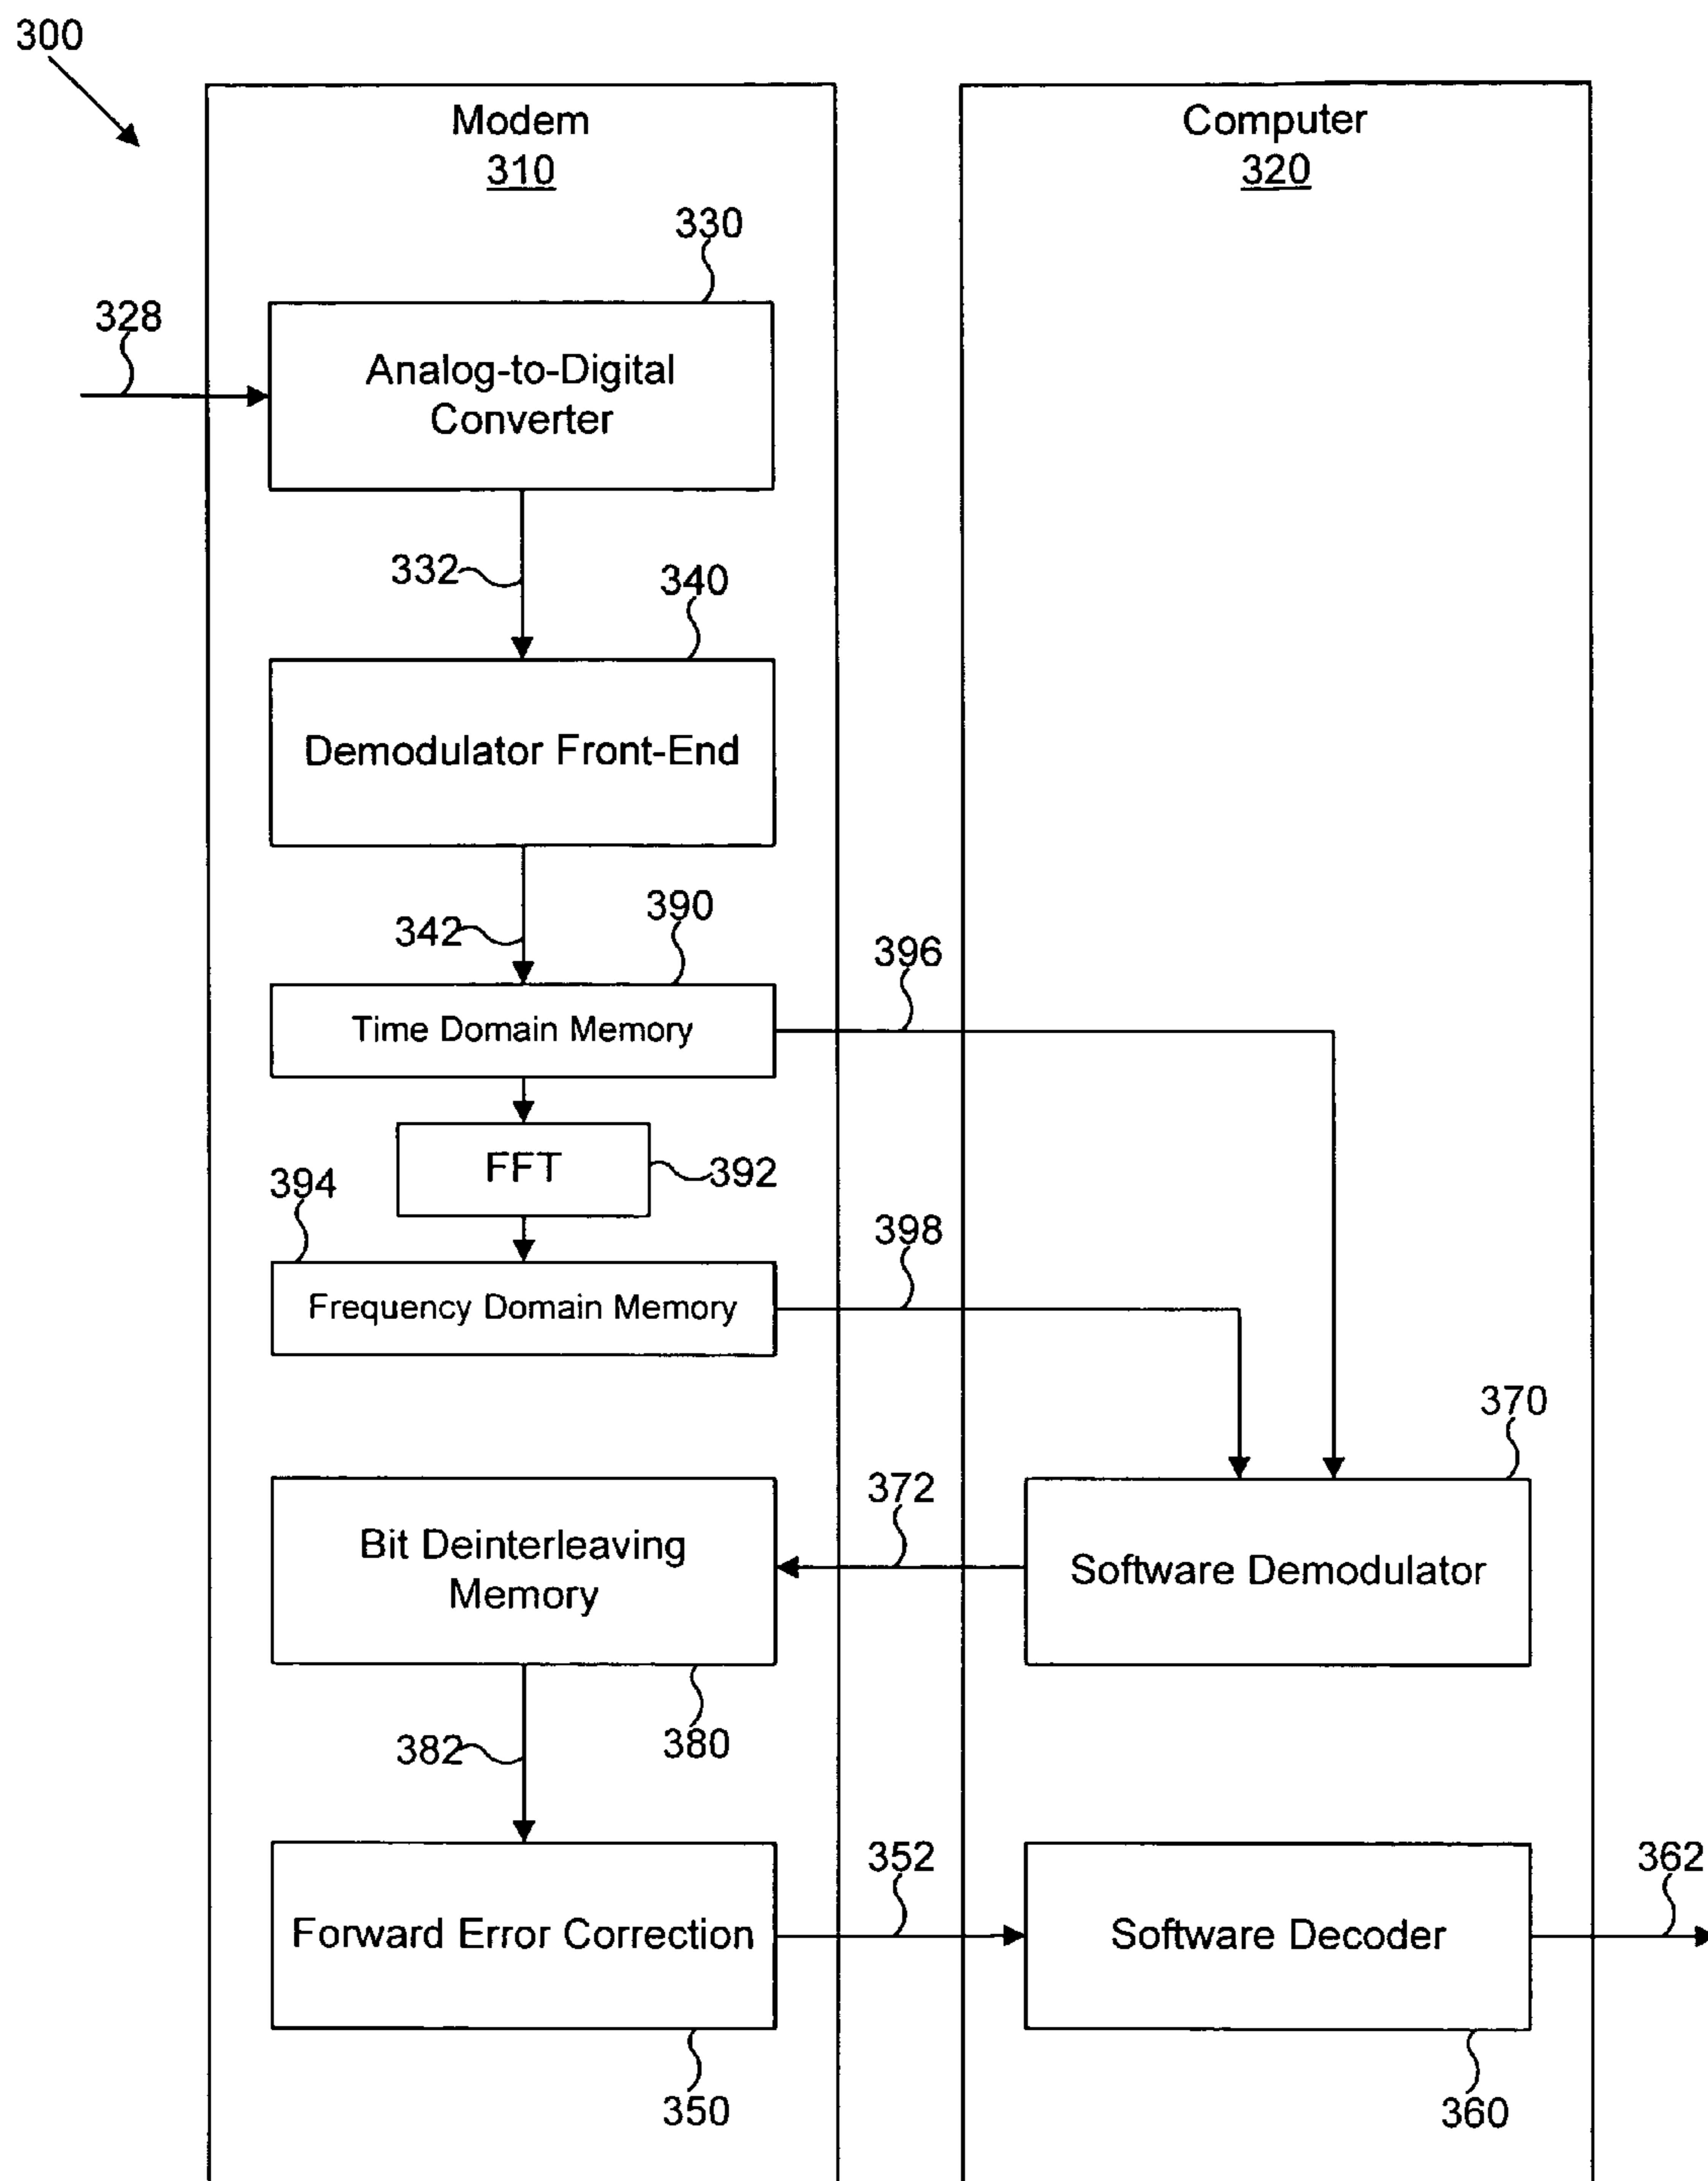 300
Modem
310
Computer
320
330
328
Analog-to-Digital
Converter
332
340
Demodulator Front-End
342
390
396
Time Domain Memory
FFT
392
394
398
Frequency Domain Memory
370
372
Bit Deinterleaving
Memory
Software Demodulator
382
380
352
362
Forward Error Correction
Software Decoder
350
360